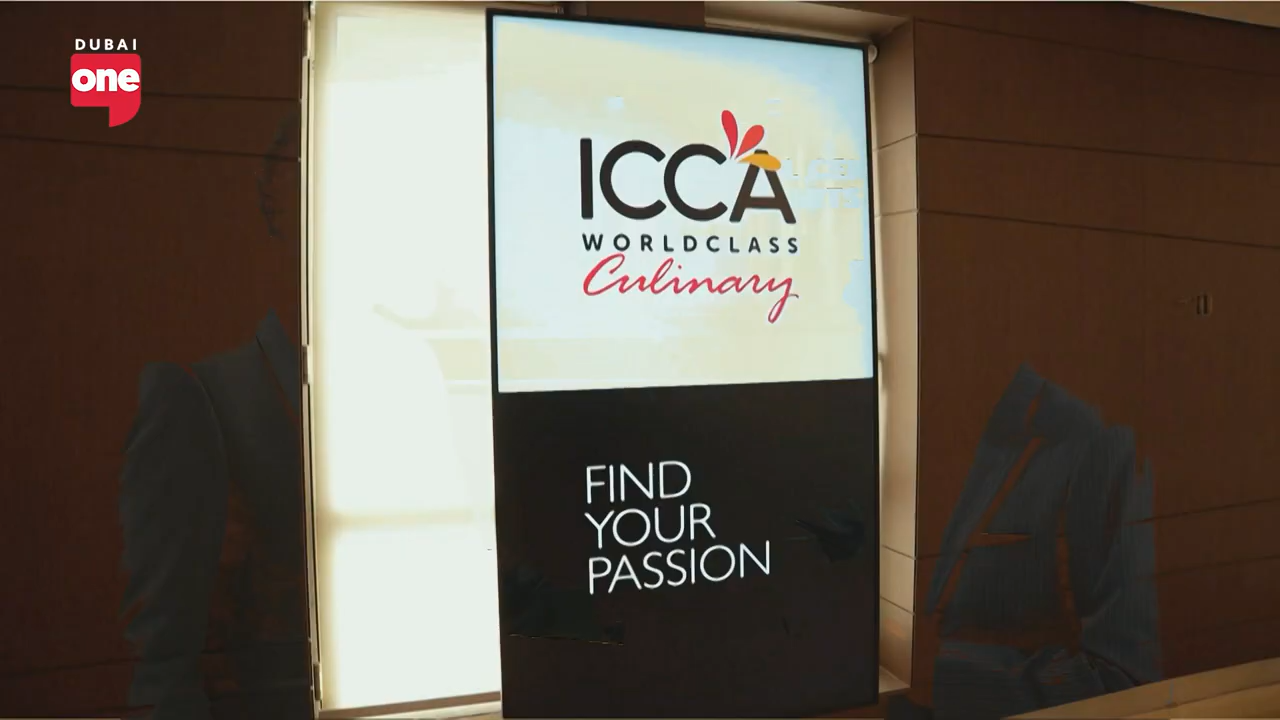 DUBAI
one
ICCA
WORLDCLASS
Culinary
FIND
YOUR
PASSION